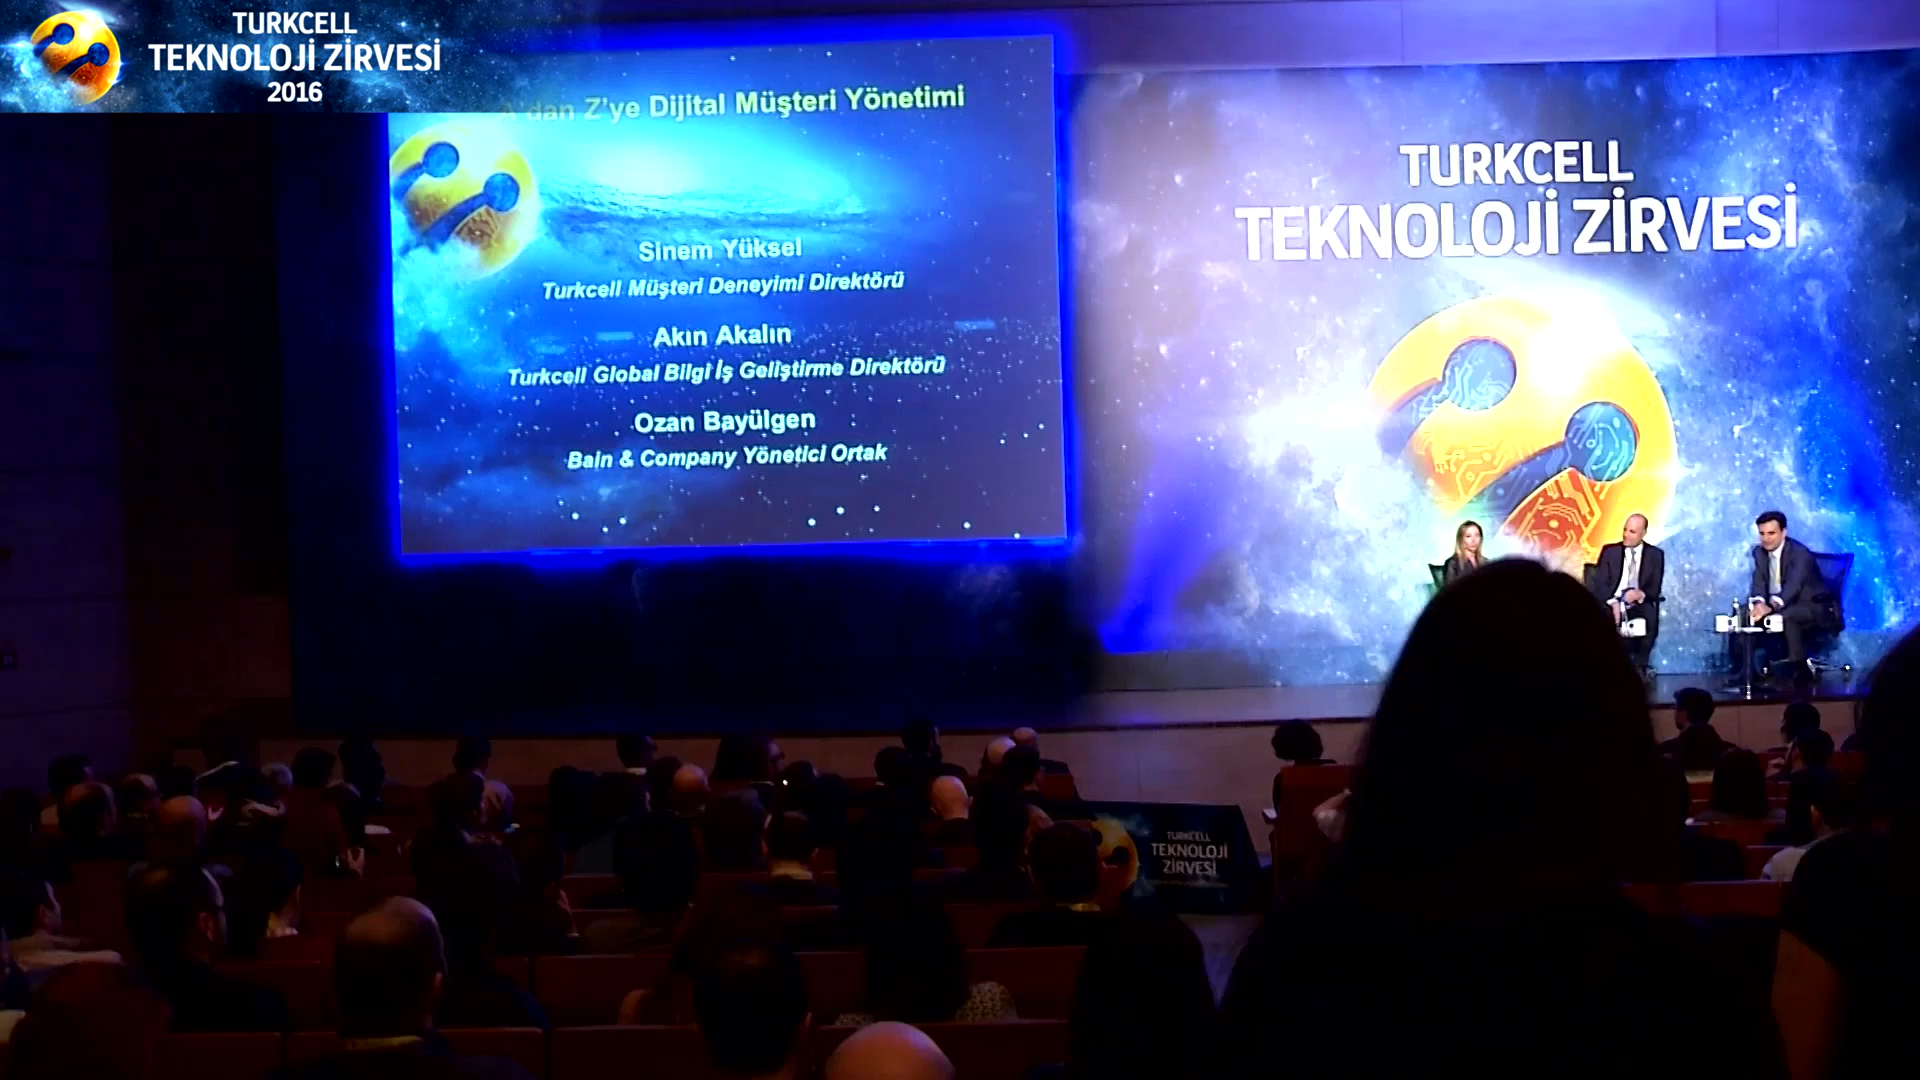 TURKCELL
TEKNOLOJİ ZİRVESİ
2016
A'dan Z'ye Dijital Müşteri Yönetimi
Sinem Yüksel
Turkcell Müşteri Deneyimi Direktörü
Akın Akalın
Turkcell Global Bilgi İş Geliştirme Direktörü
Ozan Bayülgen
Bain & Company Yönetici Ortak
TURKCELL
TEKNOLOJİ ZİRVESİ
TURKCELL
TEKNOLOJİ
ZİRVESİ